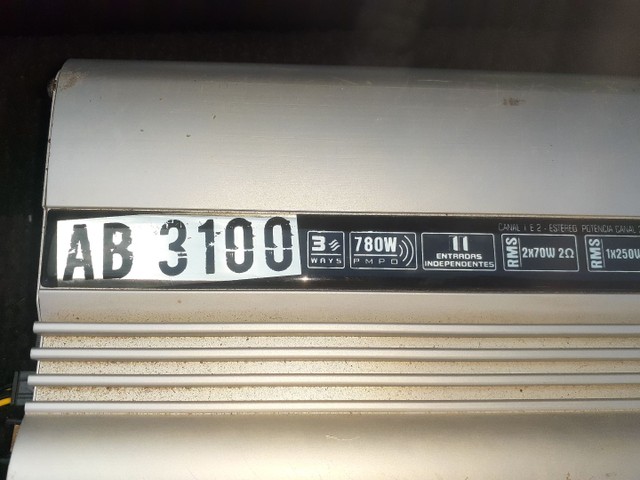 AB 3100
3 WAYS
780W
PMPO
ENTRADAS
INDEPENDENTES
CANAL 1 E 2 - ESTEREO POTENCIA CANAL
RMS 2x70W 2Ω
RMS 1x250W